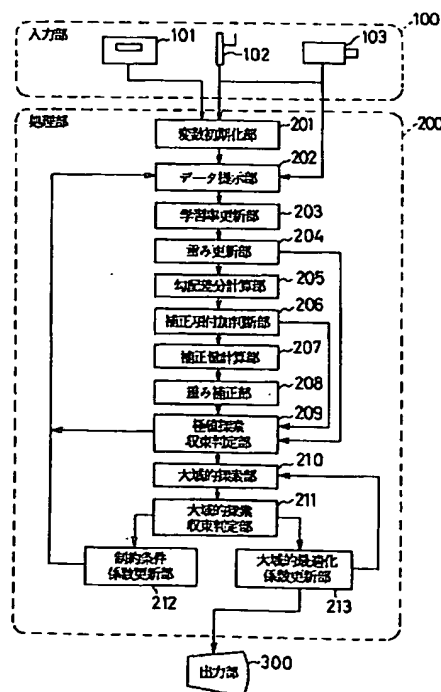 100
入力部
101
102
103
処理部
200
変数初期化部
201
データ提示部
202
学習率更新部
203
重み更新部
204
勾配差分計算部
205
補正項付加判断部
206
補正値計算部
207
重み補正部
208
極値探索
収束判定部
209
大域的探索部
210
大域的探索
収束判定部
211
制約条件
係数更新部
212
大域的最適化
係数更新部
213
出力部
300